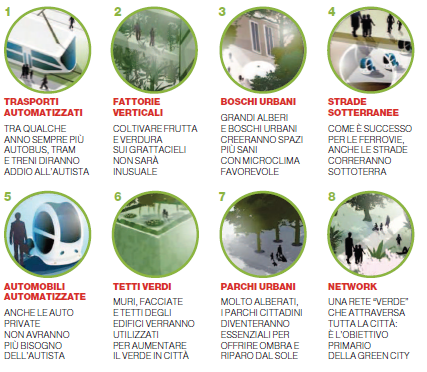 1
TRASPORTI
AUTOMATIZZATI
TRA QUALCHE
ANNO SEMPRE PIÙ
AUTOBUS, TRAM
E TRENI DIRANNO
ADDIO ALL'AUTISTA
2
FATTORIE
VERTICALI
COLTIVARE FRUTTA
E VERDURA
SUI GRATTACIELI
NON SARÀ
INUSUALE
3
BOSCHI URBANI
GRANDI ALBERI
E BOSCHI URBANI
CREERANNO SPAZI
PIÙ SANI
CON MICROCLIMA
FAVOREVOLE
4
STRADE
SOTTERRANEE
COME È SUCCESSO
PER LE FERROVIE,
ANCHE LE STRADE
CORRERANNO
SOTTOTERRA
5
AUTOMOBILI
AUTOMATIZZATE
ANCHE LE AUTO
PRIVATE
NON AVRANNO
PIÙ BISOGNO
DELL'AUTISTA
6
TETTI VERDI
MURI, FACCIATE
E TETTI DEGLI
EDIFICI VERRANNO
UTILIZZATI
PER AUMENTARE
IL VERDE IN CITTÀ
7
PARCHI URBANI
MOLTO ALBERATI,
I PARCHI CITTADINI
DIVENTERANNO
ESSENZIALI PER
OFFRIRE OMBRA E
RIPARO DAL SOLE
8
NETWORK
UNA RETE "VERDE"
CHE ATTRAVERSA
TUTTA LA CITTÀ:
È L'OBIETTIVO
PRIMARIO
DELLA GREEN CITY